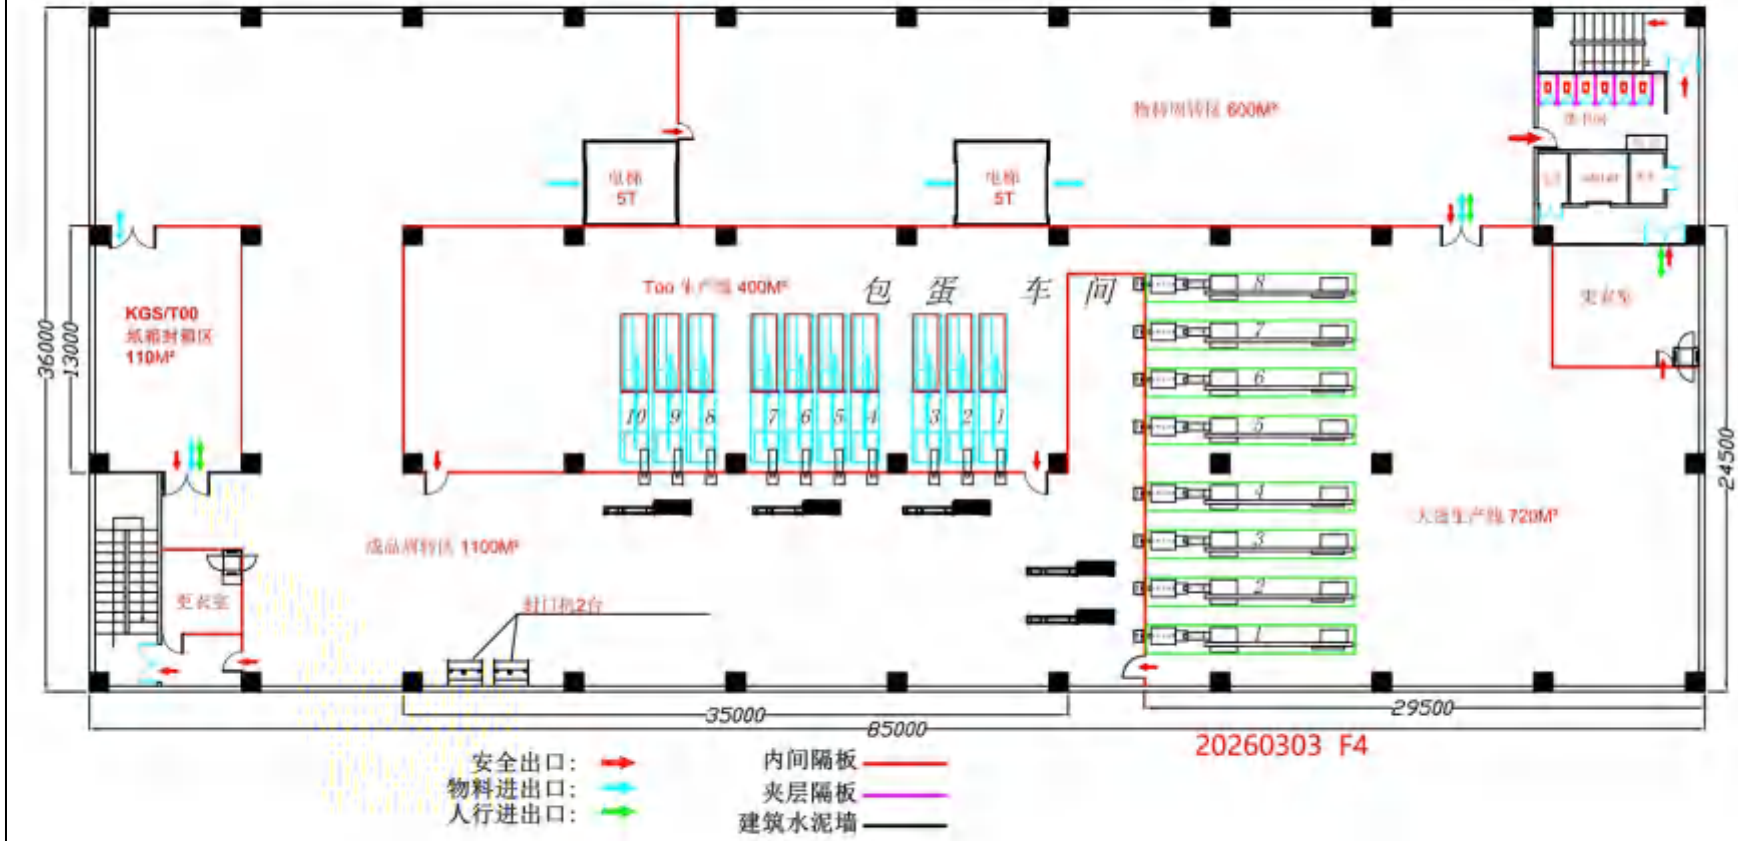 物料周转区 600M²
电梯
5T
电梯
5T
KGS/T00
纸箱封箱区
110M²
Too 生产线 400M²
包 蛋 车 间
更衣室
10 9 8 7 6 5 4 3 2 1
8
7
6
5
4
3
2
1
大蛋生产线 720M²
成品周转区 1100M²
更衣室
封口机2台
36000
13000
24500
35000
85000
29500
20260303 F4
安全出口:
物料进出口:
人行进出口:
内间隔板
夹层隔板
建筑水泥墙